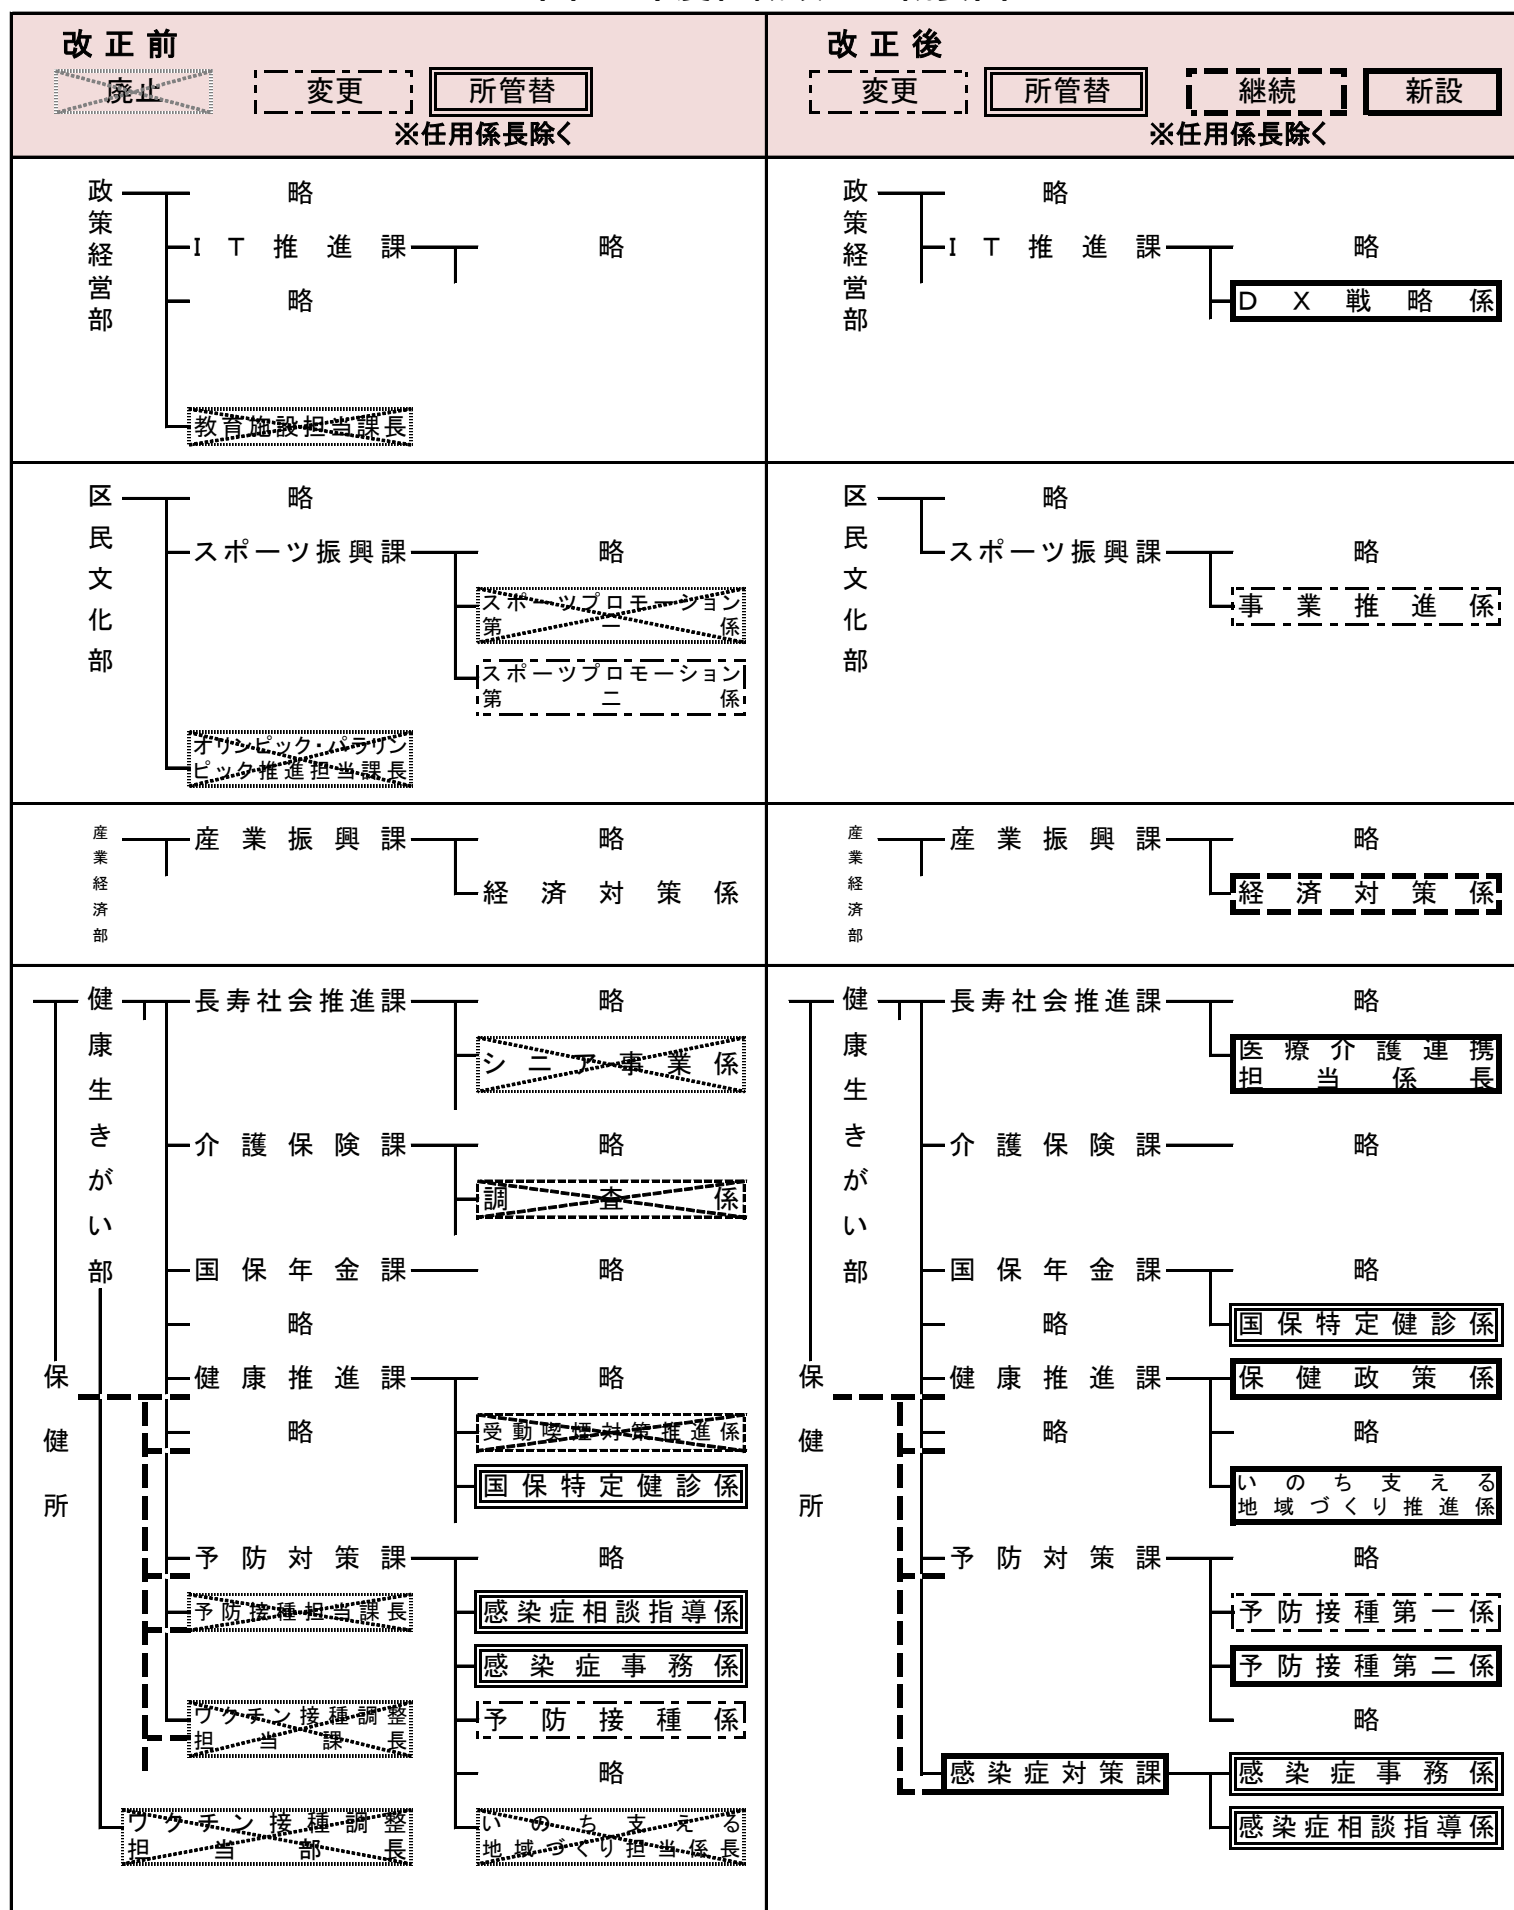 改正前
廃止 変更 所管替
※任用係長除く
政策経営部
略
IT推進課 略
略
教育施設担当課長
区民文化部
略
スポーツ振興課 略
スポーツプロモーション
第一係
スポーツプロモーション
第二係
オリンピック・パラリン
ピック推進担当課長
産業経済部
産業振興課 略
経済対策係
健康生きがい部
長寿社会推進課 略
シニア事業係
介護保険課 略
調査係
国保年金課 略
略
保健所
健康推進課 略
略
受動喫煙対策推進係
国保特定健診係
予防対策課 略
予防接種担当課長 感染症相談指導係
感染症事務係
ワクチン接種調整
担当課長
予防接種係
略
ワクチン接種調整
担当部長
いのち支える
地域づくり担当係長
改正後
変更 所管替 継続 新設
※任用係長除く
政策経営部
略
IT推進課 略
DX戦略係
区民文化部
略
スポーツ振興課 略
事業推進係
産業経済部
産業振興課 略
経済対策係
健康生きがい部
長寿社会推進課 略
医療介護連携
担当係長
介護保険課 略
国保年金課 略
略 国保特定健診係
保健所
健康推進課 保健政策係
略 略
いのち支える
地域づくり推進係
予防対策課 略
予防接種第一係
予防接種第二係
略
感染症対策課 感染症事務係
感染症相談指導係